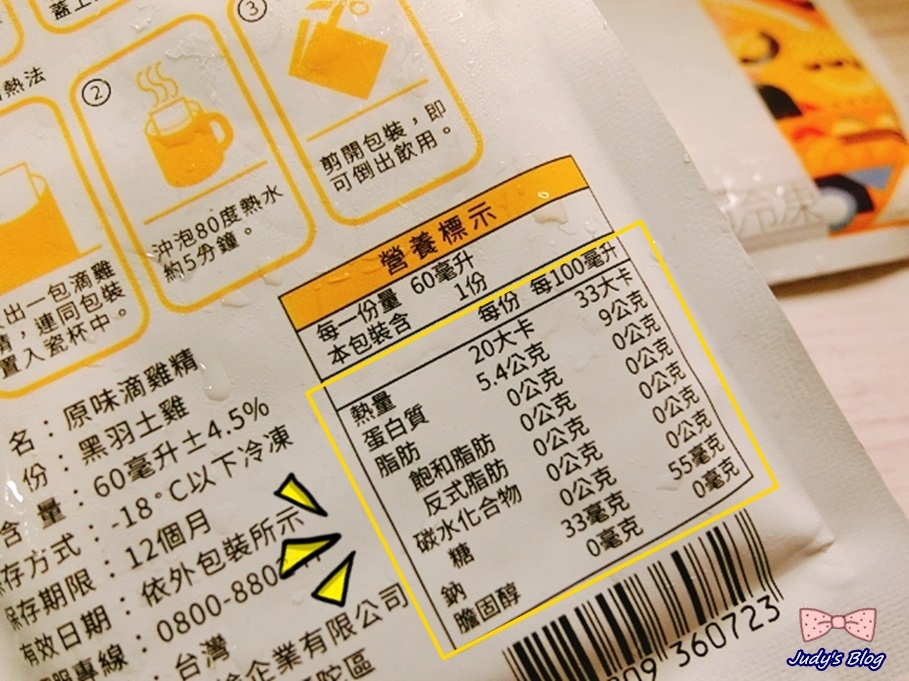 蓋上
熱法
②
③
沖泡80度熱水
約5分鐘。
剪開包裝，即
可倒出飲用。
出一包滴雞
，連同包裝
置入瓷杯中。
營養標示
每一份量 60毫升
本包裝含 1份
每份 每100毫升
熱量 20大卡 33大卡
蛋白質 5.4公克 9公克
脂肪 0公克 0公克
飽和脂肪 0公克 0公克
反式脂肪 0公克 0公克
碳水化合物 0公克 0公克
糖 0公克 0公克
鈉 33毫克 55毫克
膽固醇 0毫克 0毫克
名：原味滴雞精
份：黑羽土雞
含 量：60毫升±4.5%
保存方式：-18°C以下冷凍
保存期限：12個月
有效日期：依外包裝所示
服專線：0800-880
：台灣
企業有限公司
區
09 360723
冷凍
Judy's Blog